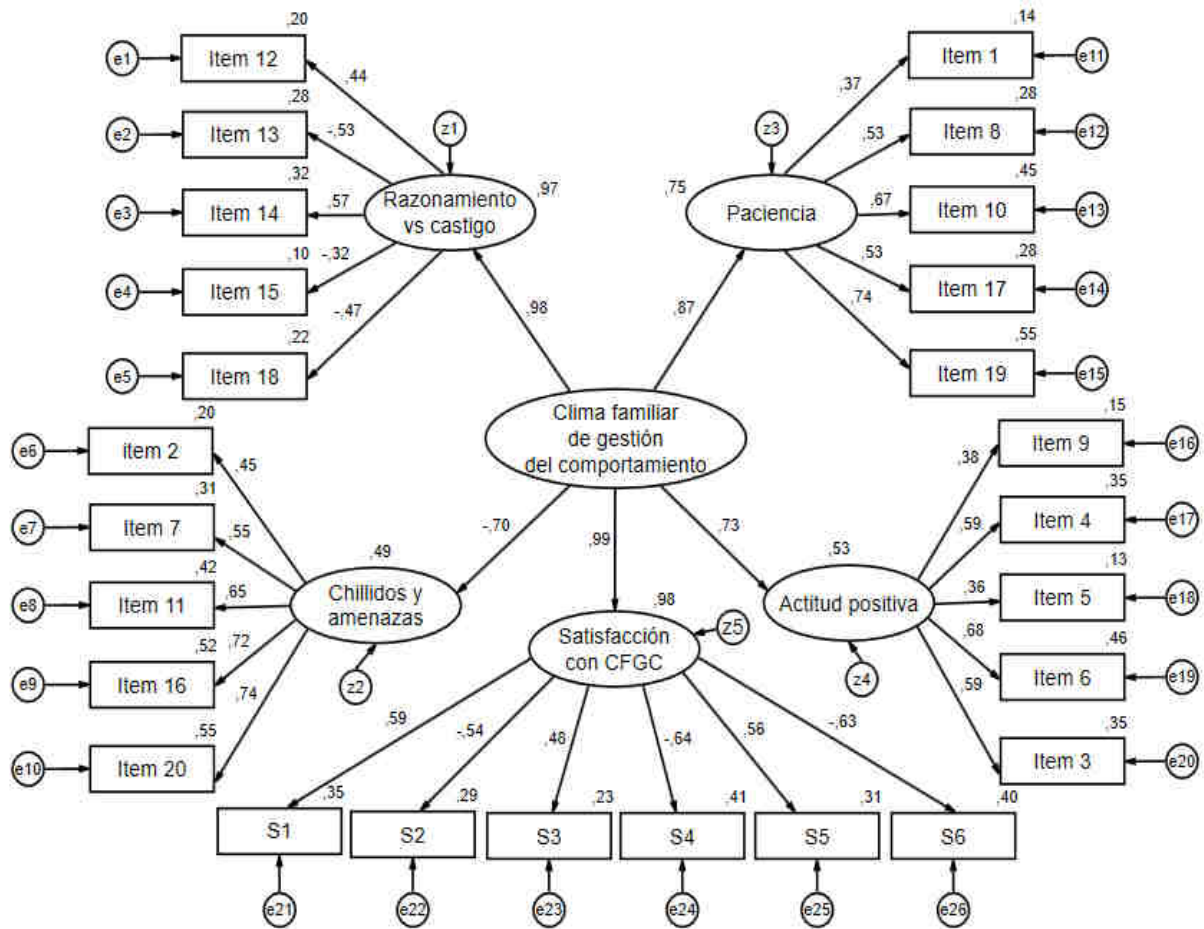 ,20
e1
Item 12
,44
,28
e2
Item 13
-,53
,32
e3
Item 14
,57
,10
-,32
e4
Item 15
-,47
,22
e5
Item 18
z1
Razonamiento
vs castigo
,97
,98
z3
,75
Paciencia
,87
,14
,37
Item 1
e11
,28
,53
Item 8
e12
,45
,67
Item 10
e13
,28
,53
Item 17
e14
,74
,55
Item 19
e15
Clima familiar
de gestión
del comportamiento
,20
e6
item 2
,45
,31
e7
Item 7
,55
,42
e8
Item 11
,65
,52
,72
e9
Item 16
,74
,55
e10
Item 20
-,70
,49
Chillidos y
amenazas
z2
,99
,98
Satisfacción
con CFGC
Z5
,73
,53
Actitud positiva
z4
,15
,38
Item 9
e16
,35
,59
Item 4
e17
,13
,36
Item 5
e18
,68
,46
Item 6
e19
,59
,35
Item 3
e20
,59
-,54
,48
-,64
,56
-,63
,35
,29
,23
,41
,31
,40
S1
S2
S3
S4
S5
S6
e21
e22
e23
e24
e25
e26